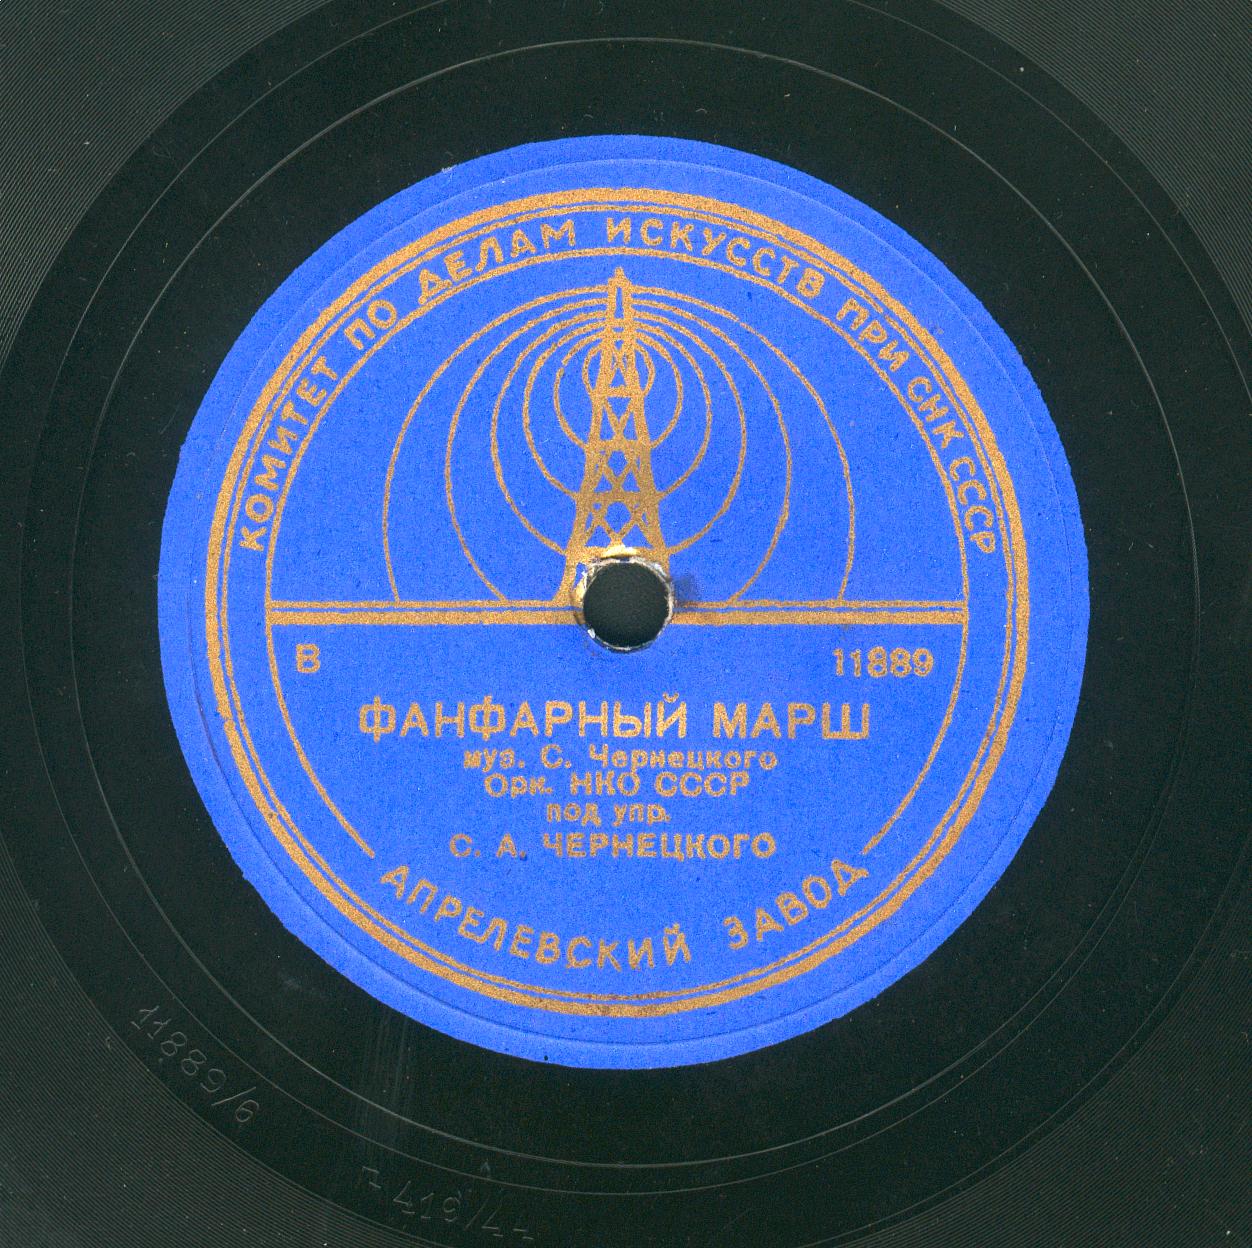 КОМИТЕТ ПО ДЕЛАМ ИСКУССТВ ПРИ СНК СССР
В 11889
ФАНФАРНЫЙ МАРШ
муз. С. Чернецкого
Орк. НКО СССР
под упр.
С. А. ЧЕРНЕЦКОГО
АПРЕЛЕВСКИЙ ЗАВОД
11889/6
419/44